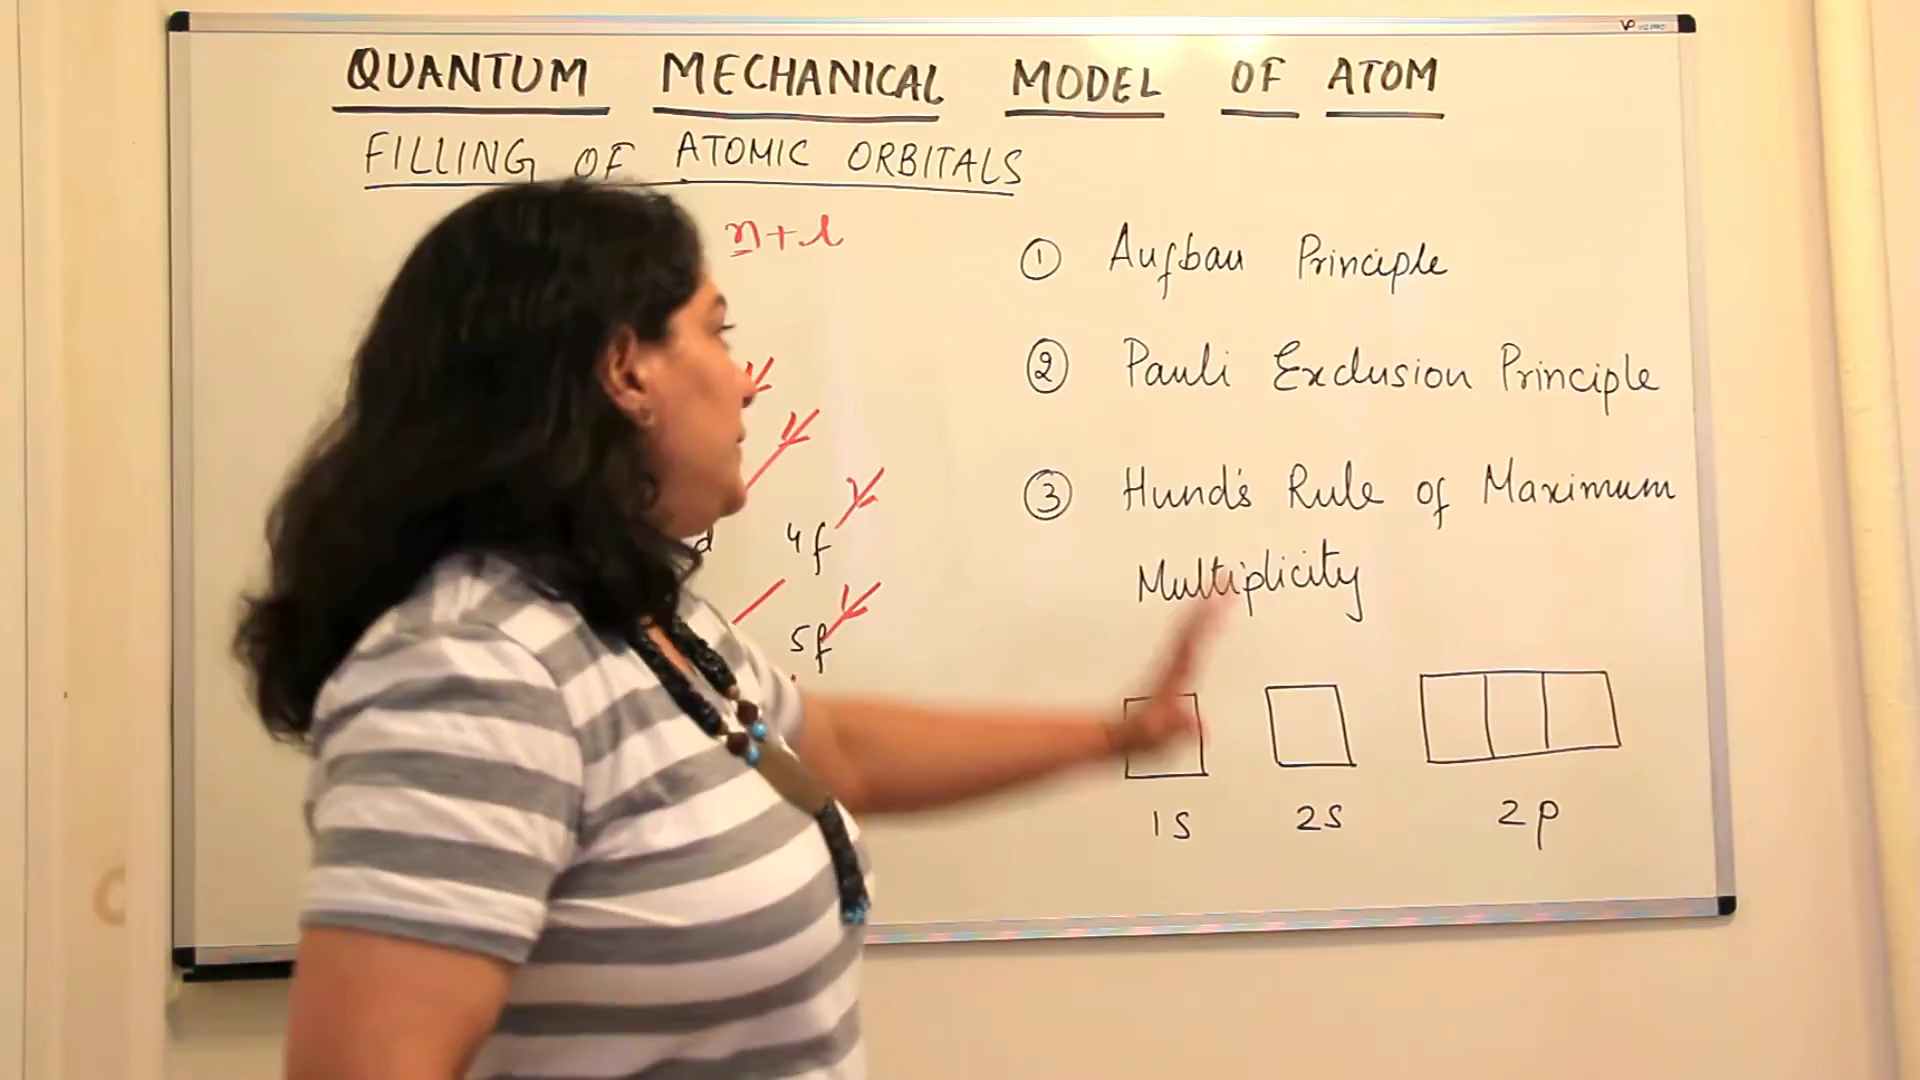 QUANTUM MECHANICAL MODEL OF ATOM
FILLING OF ATOMIC ORBITALS
n+l
① Aufbau Principle
② Pauli Exclusion Principle
③ Hund's Rule of Maximum
Multiplicity
d 4f
5f
1s 2s 2p